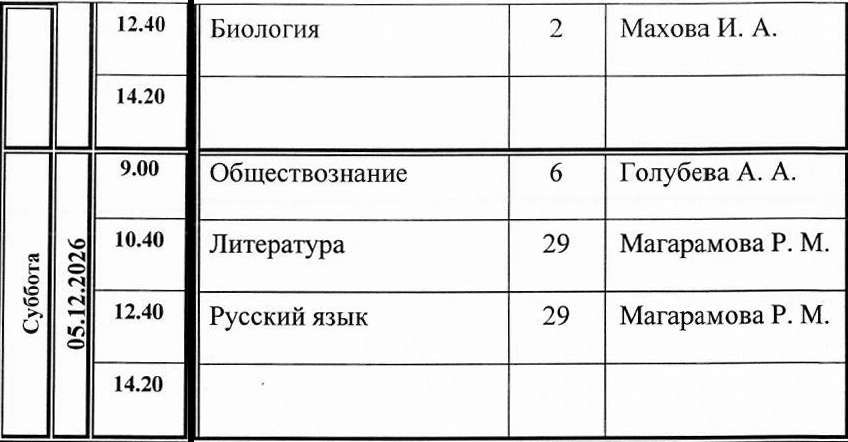 12.40 Биология 2 Махова И. А.
14.20
Суббота
05.12.2026
9.00 Обществознание 6 Голубева А. А.
10.40 Литература 29 Магарамова Р. М.
12.40 Русский язык 29 Магарамова Р. М.
14.20